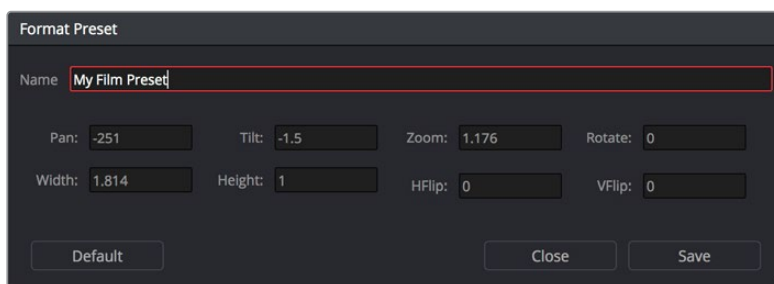 Format Preset
Name My Film Preset
Pan: -251 Tilt: -1.5 Zoom: 1.176 Rotate: 0
Width: 1.814 Height: 1 HFlip: 0 VFlip: 0
Default Close Save